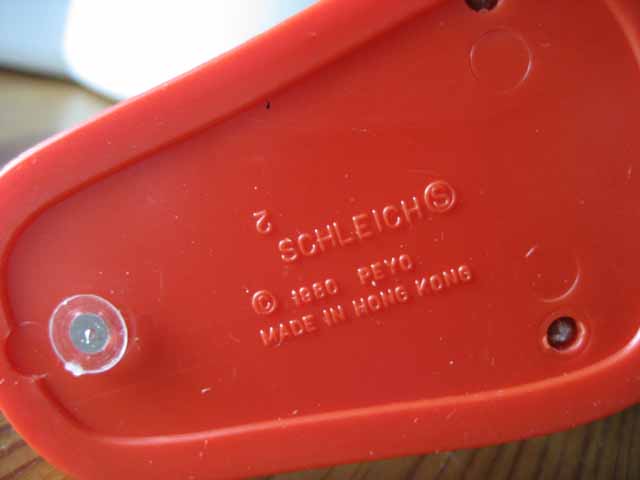 2
SCHLEICH Ⓢ
© 1980 PEYO
MADE IN HONG KONG